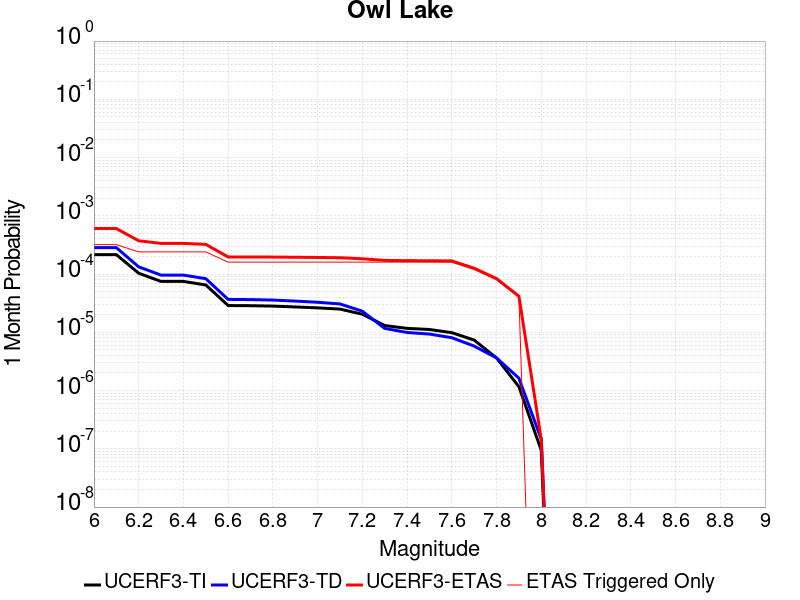 Owl Lake
10^0
10^-1
10^-2
10^-3
10^-4
10^-5
10^-6
10^-7
10^-8
1 Month Probability
6 6.2 6.4 6.6 6.8 7 7.2 7.4 7.6 7.8 8 8.2 8.4 8.6 8.8 9
Magnitude
UCERF3-TI UCERF3-TD UCERF3-ETAS ETAS Triggered Only